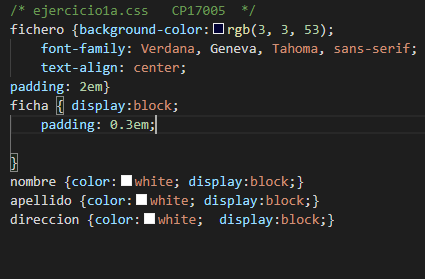 /* ejercicio1a.css   CP17005  */
fichero {background-color: rgb(3, 3, 53);
    font-family: Verdana, Geneva, Tahoma, sans-serif;
    text-align: center;
padding: 2em}
ficha { display:block;
    padding: 0.3em;
}
nombre {color: white; display:block;}
apellido {color: white; display:block;}
direccion {color: white;  display:block;}